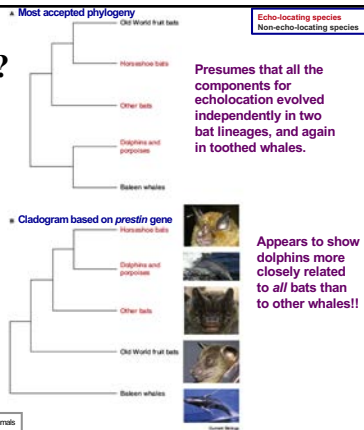 ▲ Most accepted phylogeny
Echo-locating species
Non-echo-locating species
?
Old World fruit bats
Horseshoe bats
Other bats
Dolphins and
porpoises
Baleen whales
Presumes that all the
components for
echolocation evolved
independently in two
bat lineages, and again
in toothed whales.
Cladogram based on prestin gene
Horseshoe bats
Dolphins and
porpoises
Other bats
Old World fruit bats
Baleen whales
Appears to show
dolphins more
closely related
to all bats than
to other whales!!
mals
Current Biology